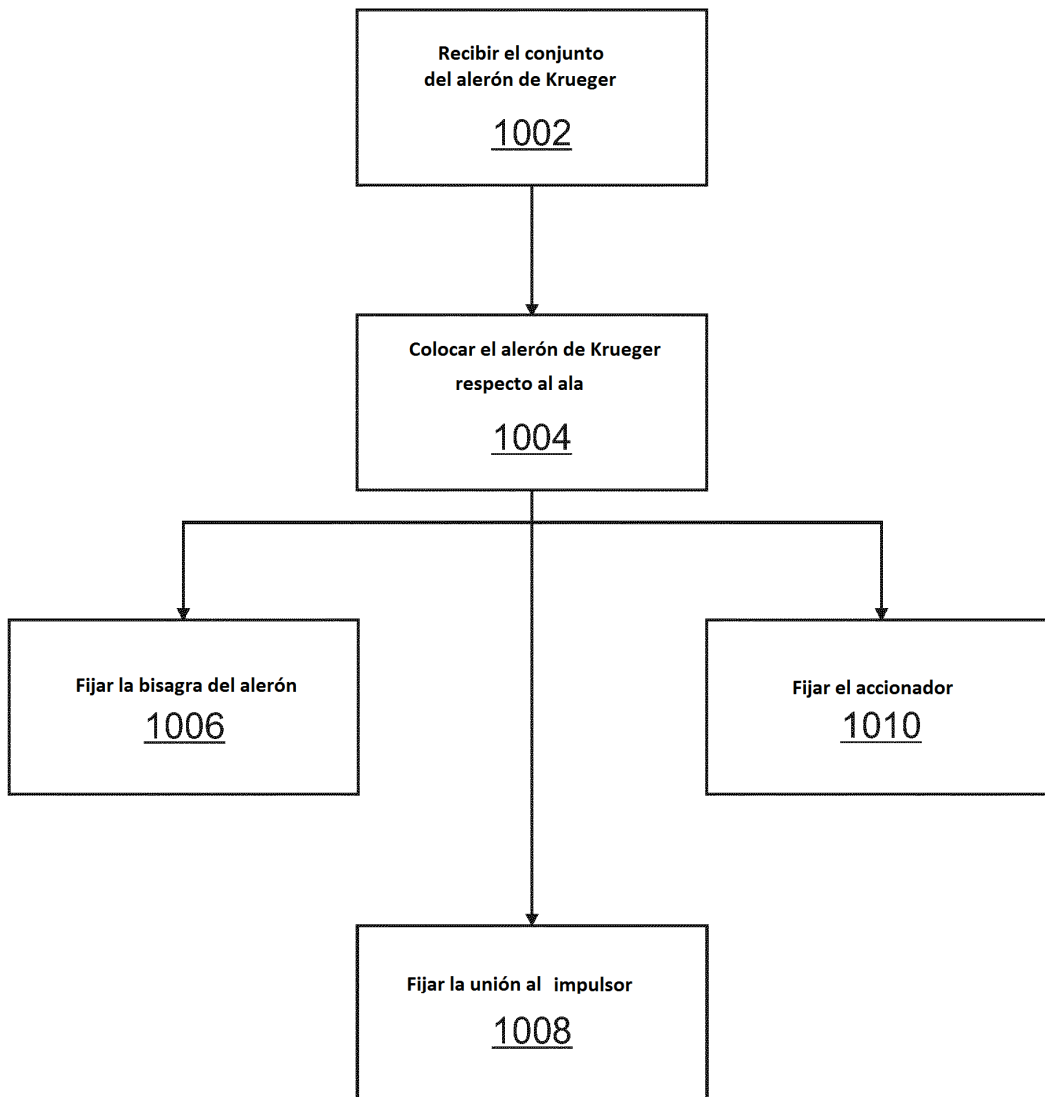 Recibir el conjunto
del alerón de Krueger
1002
Colocar el alerón de Krueger
respecto al ala
1004
Fijar la bisagra del alerón
1006
Fijar el accionador
1010
Fijar la unión al impulsor
1008